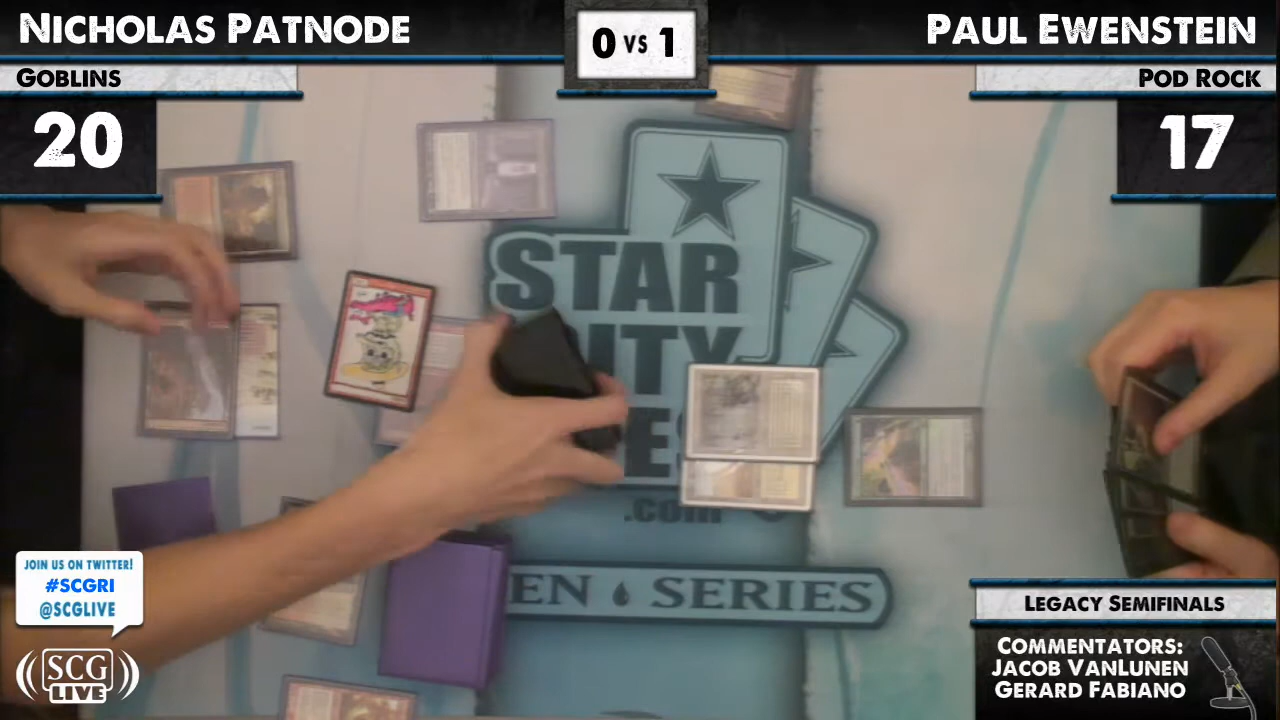 NICHOLAS PATNODE
0 VS 1
PAUL EWENSTEIN
GOBLINS
POD ROCK
20
17
STAR
CITY
.com
EN SERIES
JOIN US ON TWITTER!
#SCGRI
@SCGLIVE
SCG
LIVE
LEGACY SEMIFINALS
COMMENTATORS:
JACOB VANLUNEN
GERARD FABIANO